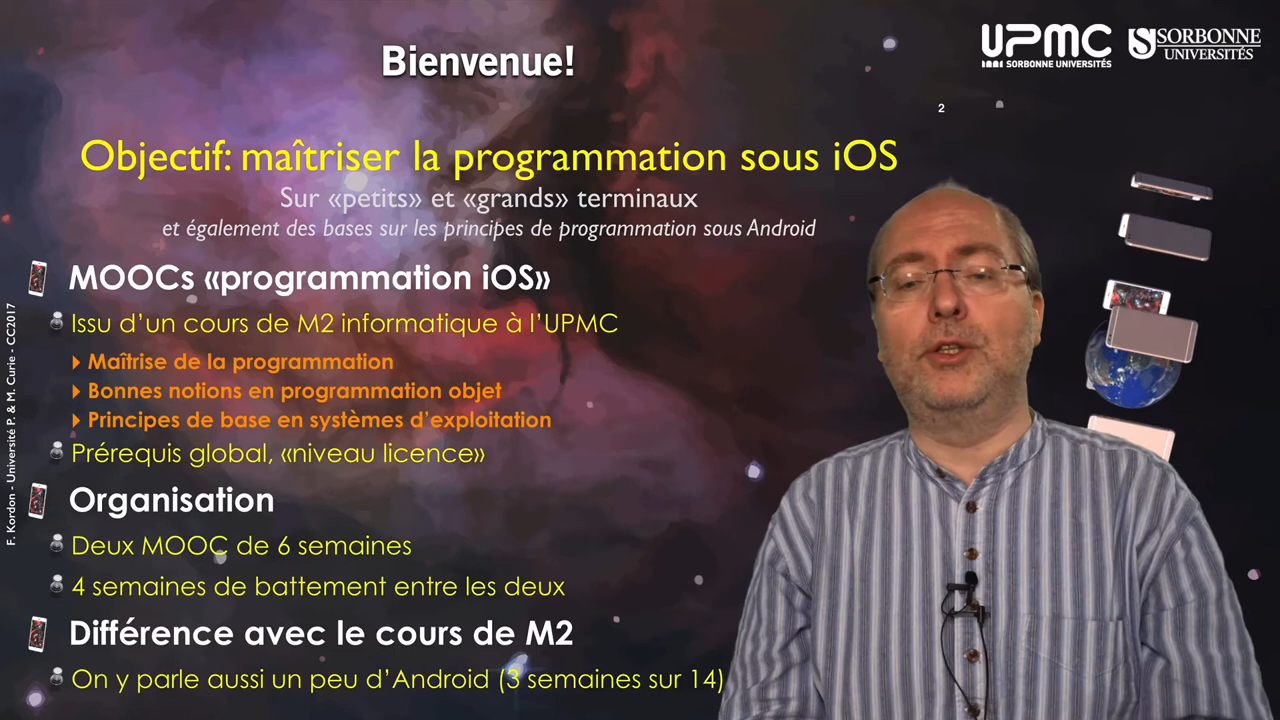 Bienvenue!
UPMC
SORBONNE UNIVERSITÉS
SORBONNE
UNIVERSITÉS
2
Objectif: maîtriser la programmation sous iOS
Sur «petits» et «grands» terminaux
et également des bases sur les principes de programmation sous Android
MOOCs «programmation iOS»
Issu d’un cours de M2 informatique à l’UPMC
Maîtrise de la programmation
Bonnes notions en programmation objet
Principes de base en systèmes d’exploitation
Prérequis global, «niveau licence»
Organisation
Deux MOOC de 6 semaines
4 semaines de battement entre les deux
Différence avec le cours de M2
On y parle aussi un peu d’Android (3 semaines sur 14)
F. Kordon - Université P. & M. Curie - CC2017